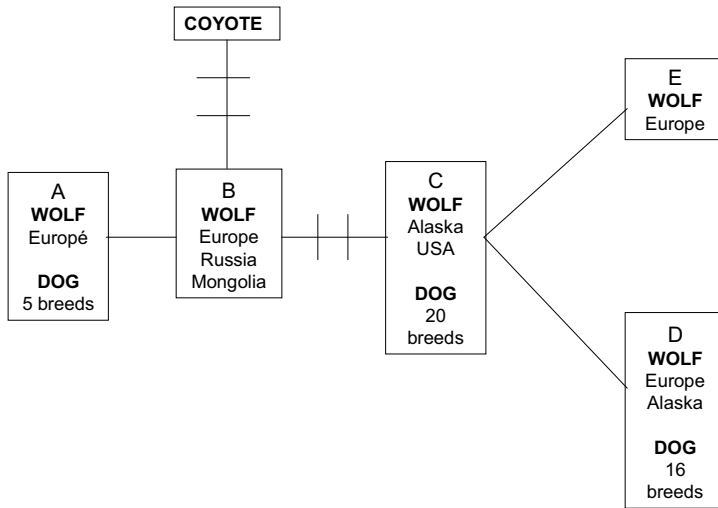 COYOTE
A
WOLF
Europé
DOG
5 breeds
B
WOLF
Europe
Russia
Mongolia
C
WOLF
Alaska
USA
DOG
20
breeds
E
WOLF
Europe
D
WOLF
Europe
Alaska
DOG
16
breeds